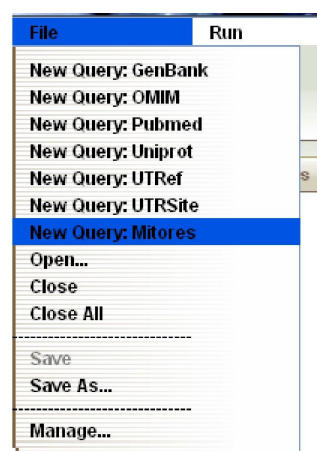 File Run
New Query: GenBank
New Query: OMIM
New Query: Pubmed
New Query: Uniprot
New Query: UTRef
New Query: UTRSite
New Query: Mitores
Open...
Close
Close All
Save
Save As...
Manage...